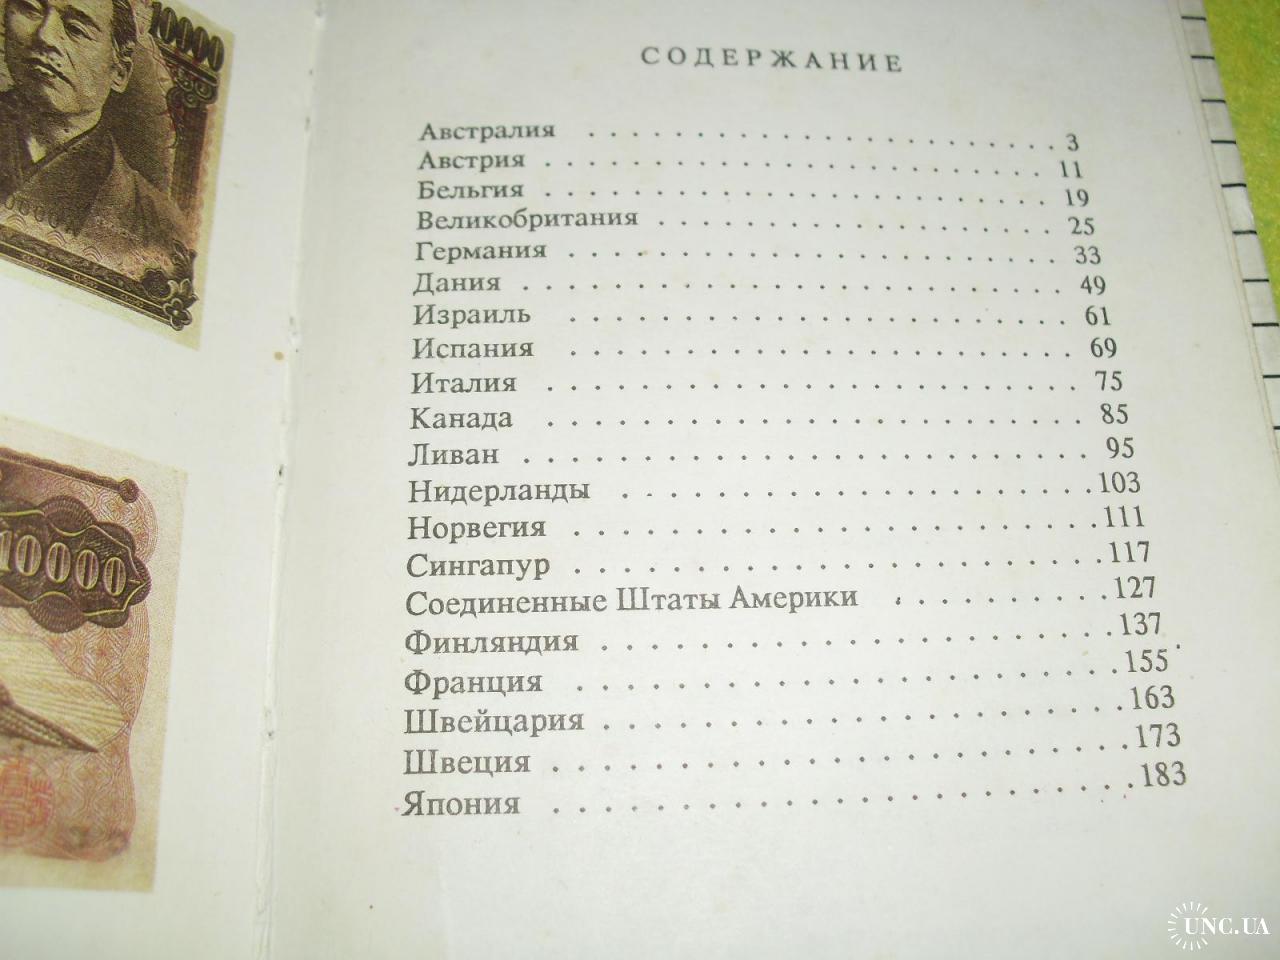 10000
10000
СОДЕРЖАНИЕ
Австралия . . . . . . . . . . . . . . . . . . . . 3
Австрия . . . . . . . . . . . . . . . . . . . . . 11
Бельгия . . . . . . . . . . . . . . . . . . . . . 19
Великобритания . . . . . . . . . . . . . . . . . 25
Германия . . . . . . . . . . . . . . . . . . . . 33
Дания . . . . . . . . . . . . . . . . . . . . . . 49
Израиль . . . . . . . . . . . . . . . . . . . . . 61
Испания . . . . . . . . . . . . . . . . . . . . . 69
Италия . . . . . . . . . . . . . . . . . . . . . 75
Канада . . . . . . . . . . . . . . . . . . . . . 85
Ливан . . . . . . . . . . . . . . . . . . . . . . 95
Нидерланды . . . . . . . . . . . . . . . . . . . 103
Норвегия . . . . . . . . . . . . . . . . . . . . 111
Сингапур . . . . . . . . . . . . . . . . . . . . 117
Соединенные Штаты Америки . . . . . . . . . 127
Финляндия . . . . . . . . . . . . . . . . . . . 137
Франция . . . . . . . . . . . . . . . . . . . . 155
Швейцария . . . . . . . . . . . . . . . . . . . 163
Швеция . . . . . . . . . . . . . . . . . . . . . 173
Япония . . . . . . . . . . . . . . . . . . . . . 183
UNC.UA